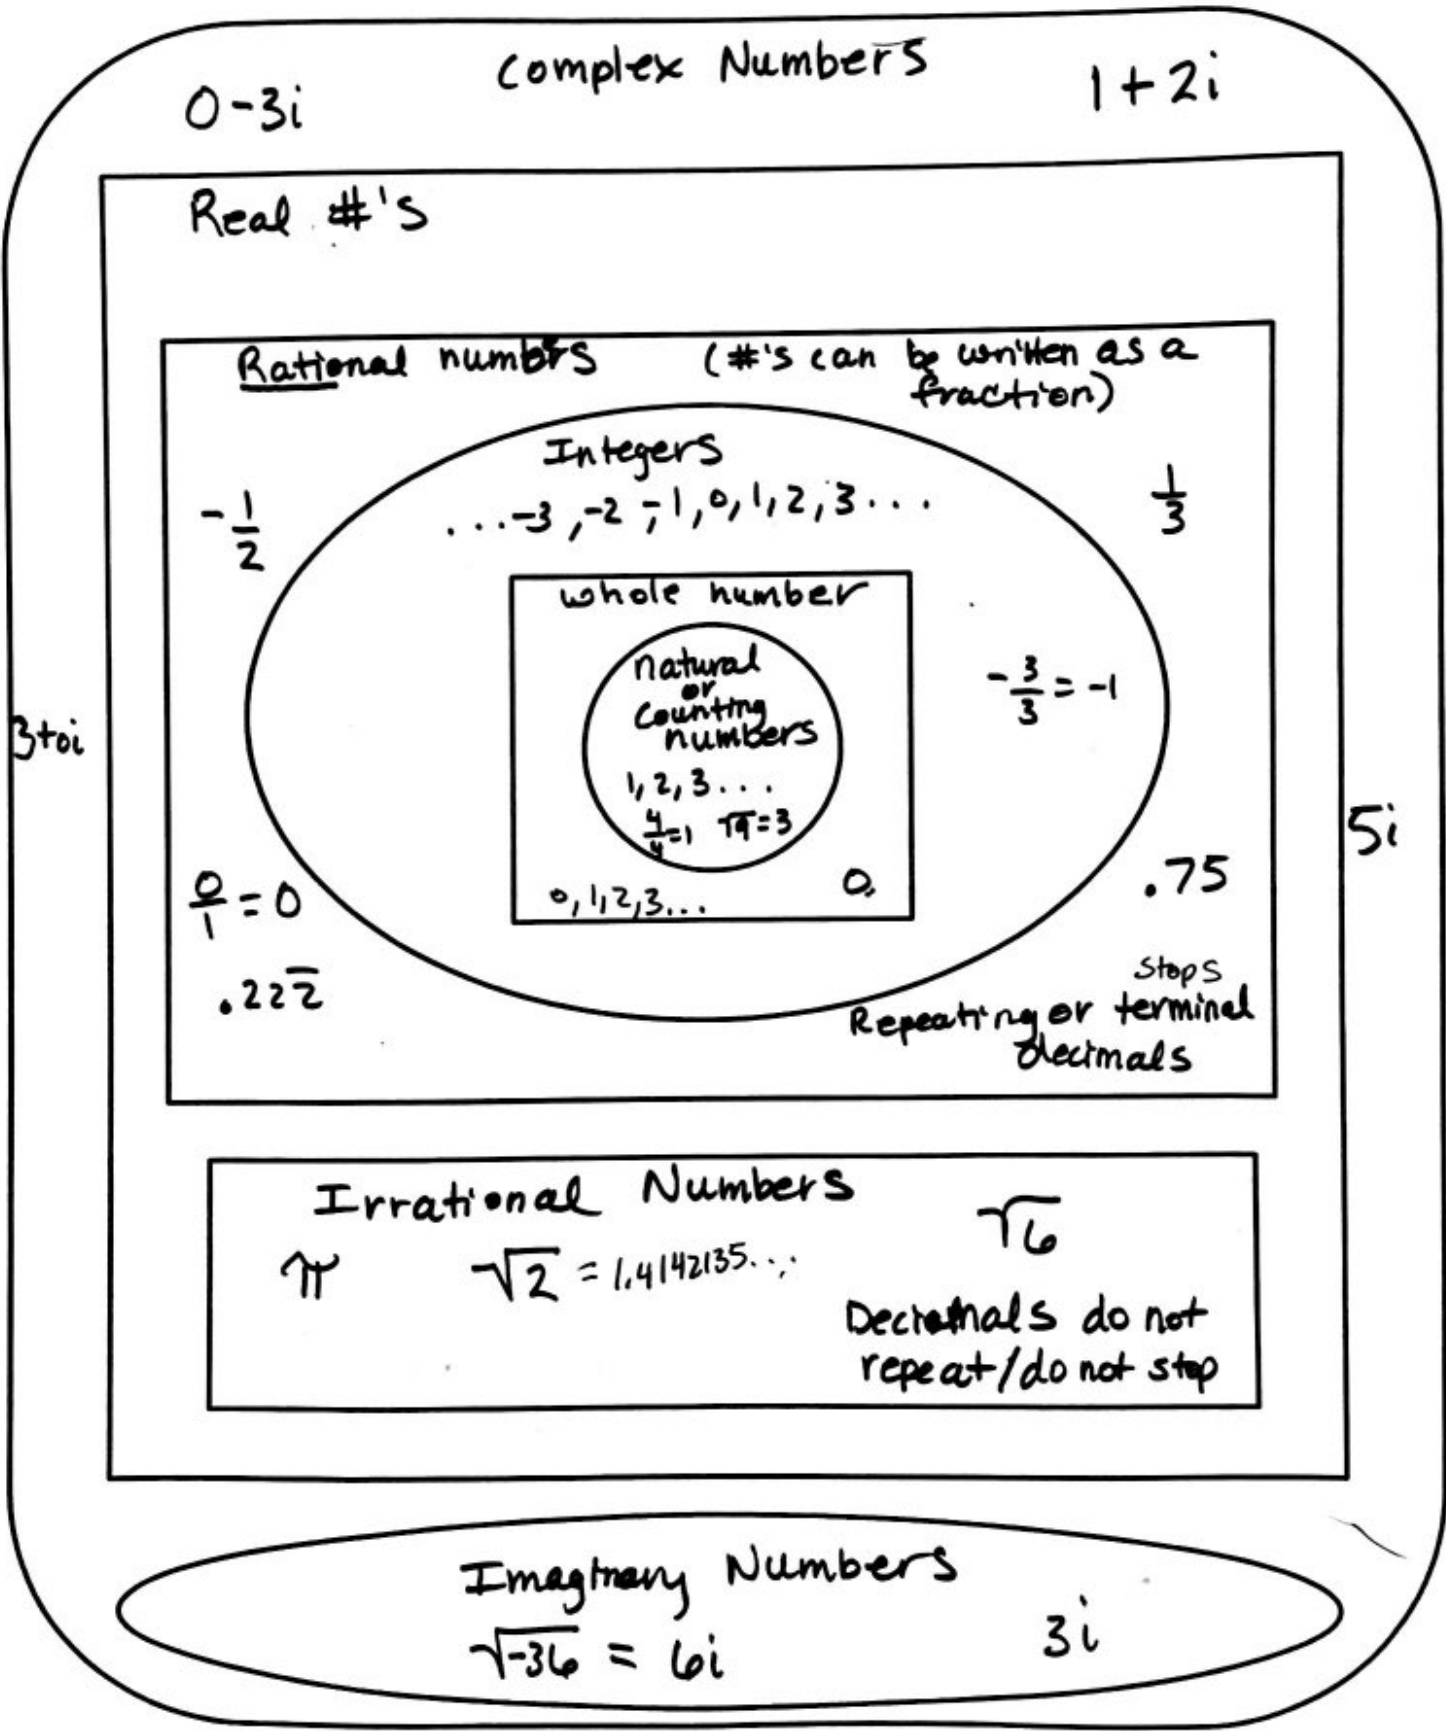 Complex Numbers
0-3i
1+2i
Real #'s
Rational numbrs (#'s can be written as a
fraction)
Integers
...-3,-2,-1,0,1,2,3...
-1/2
1/3
whole number
natural
or
Counting
numbers
1,2,3...
4/4=1 √9=3
-3/3=-1
3+0i
5i
0/1=0
0,1,2,3...
0
.75
.222̅
Stops
Repeating or terminal
decimals
Irrational Numbers
π
√2 = 1.4142135...
√6
Decimals do not
repeat/do not stop
Imaginary Numbers
√-36 = 6i
3i